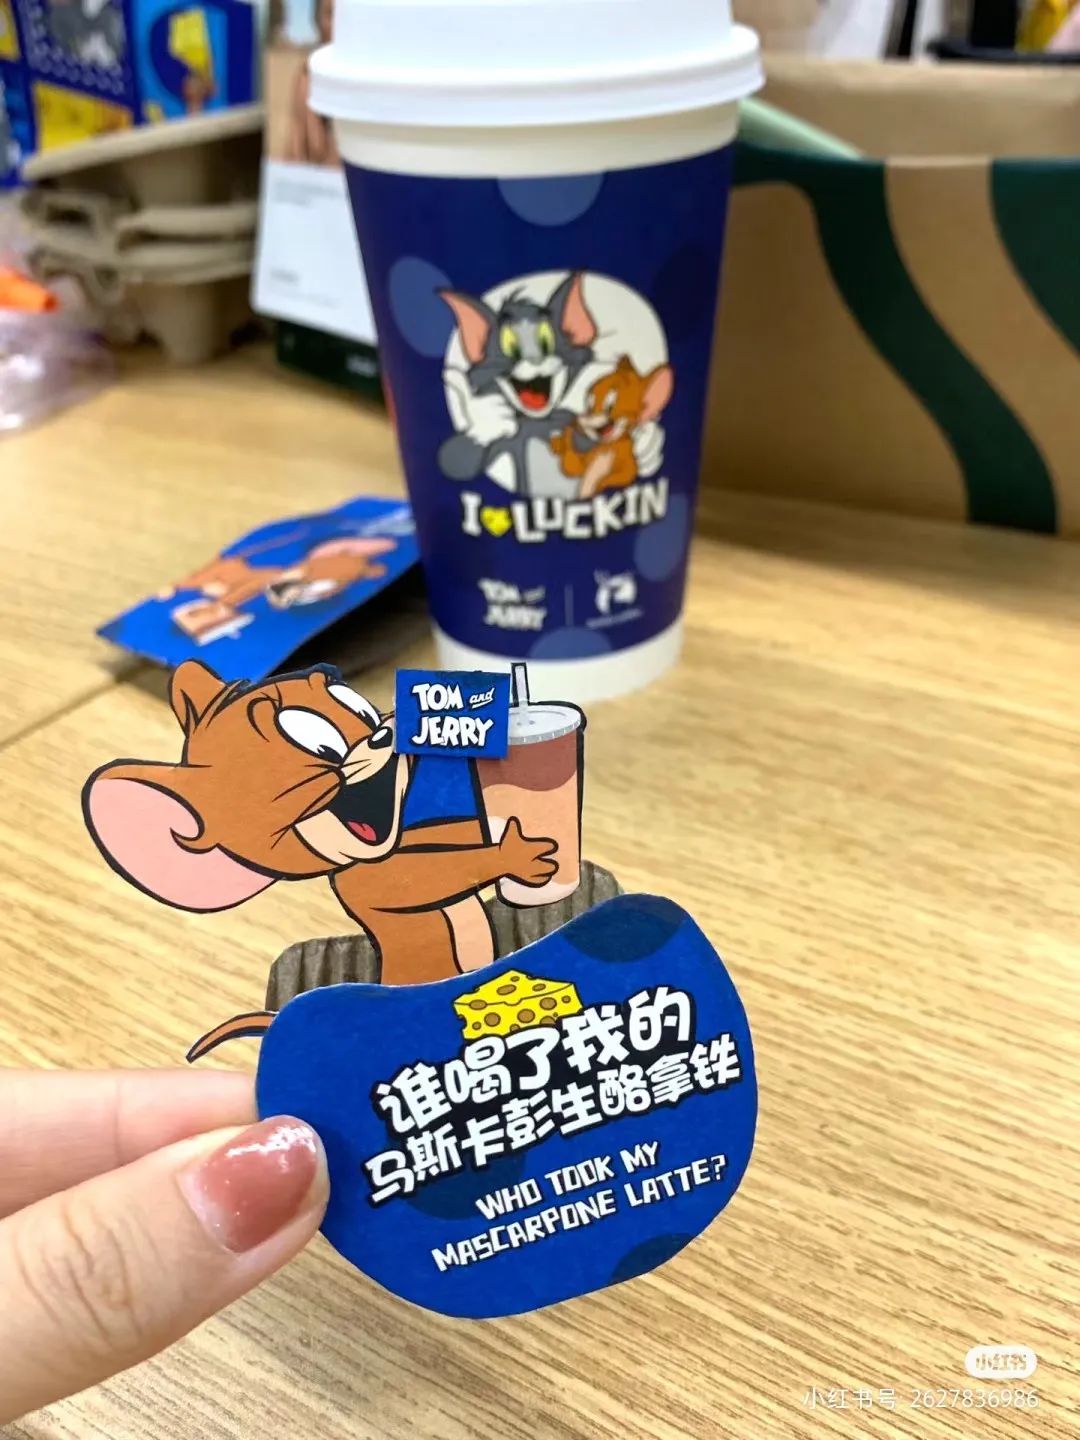 I LUCKIN
TOM and
JERRY
TOM and
JERRY
谁喝了我的
马斯卡彭生酪拿铁
WHO TOOK MY
MASCARPONE LATTE?
小红书
小红书号 2627836986